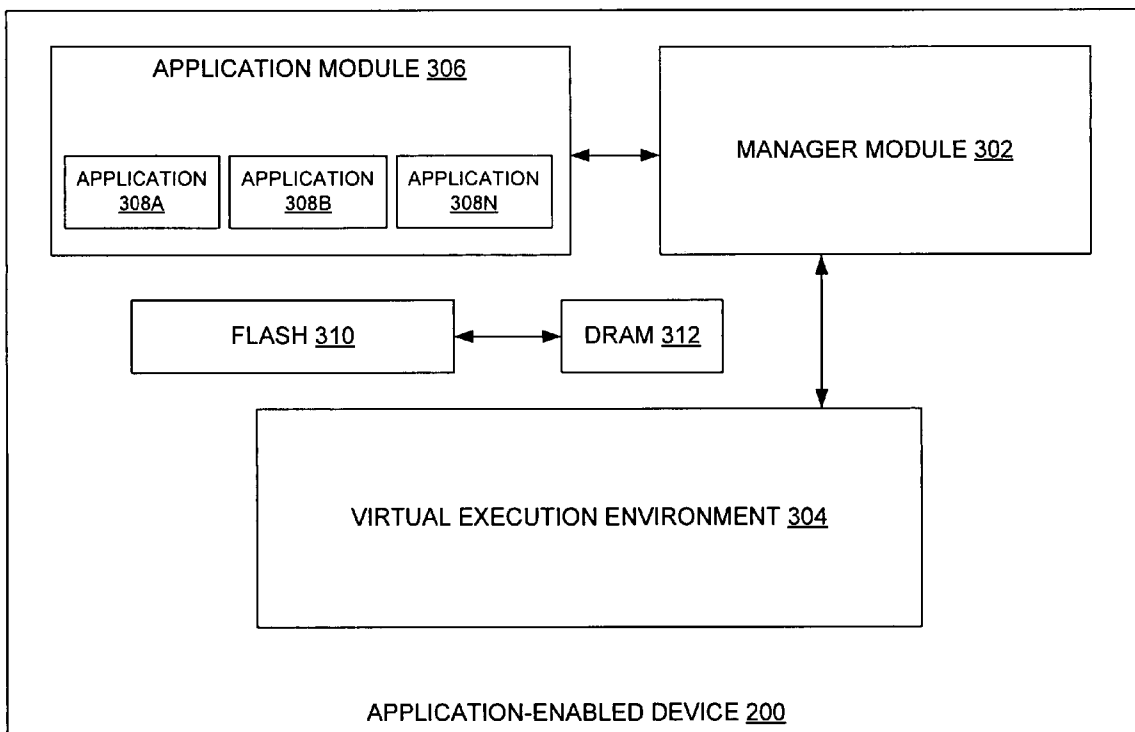 APPLICATION MODULE 306
APPLICATION
308A
APPLICATION
308B
APPLICATION
308N
MANAGER MODULE 302
FLASH 310
DRAM 312
VIRTUAL EXECUTION ENVIRONMENT 304
APPLICATION-ENABLED DEVICE 200